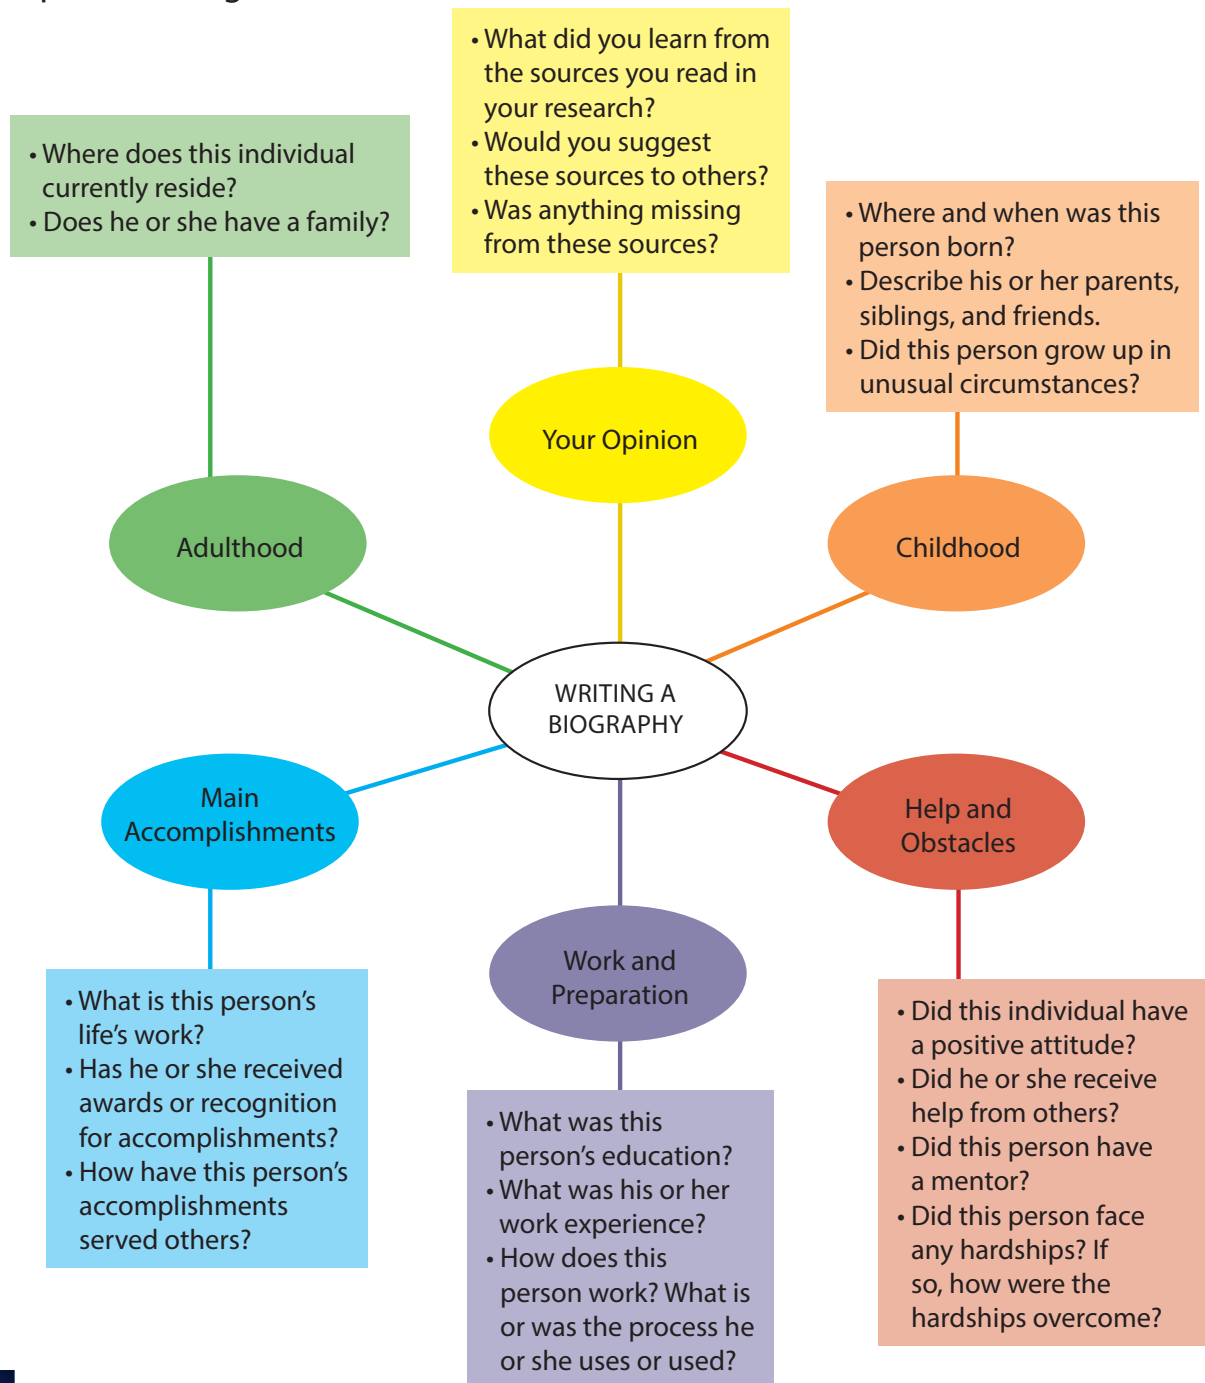 • What did you learn from
the sources you read in
your research?
• Would you suggest
these sources to others?
• Was anything missing
from these sources?
• Where does this individual
currently reside?
• Does he or she have a family?
• Where and when was this
person born?
• Describe his or her parents,
siblings, and friends.
• Did this person grow up in
unusual circumstances?
Your Opinion
Adulthood
Childhood
WRITING A
BIOGRAPHY
Main
Accomplishments
Help and
Obstacles
Work and
Preparation
• What is this person’s
life’s work?
• Has he or she received
awards or recognition
for accomplishments?
• How have this person’s
accomplishments
served others?
• What was this
person’s education?
• What was his or her
work experience?
• How does this
person work? What is
or was the process he
or she uses or used?
• Did this individual have
a positive attitude?
• Did he or she receive
help from others?
• Did this person have
a mentor?
• Did this person face
any hardships? If
so, how were the
hardships overcome?